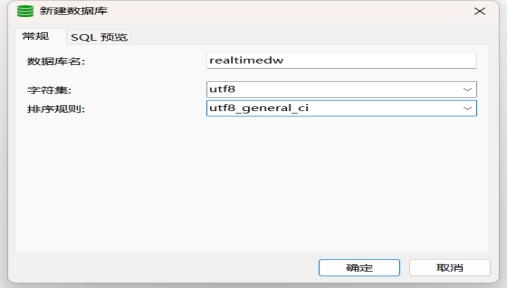 新建数据库
常规 SQL 预览
数据库名: realtimedw
字符集: utf8
排序规则: utf8_general_ci
确定 取消